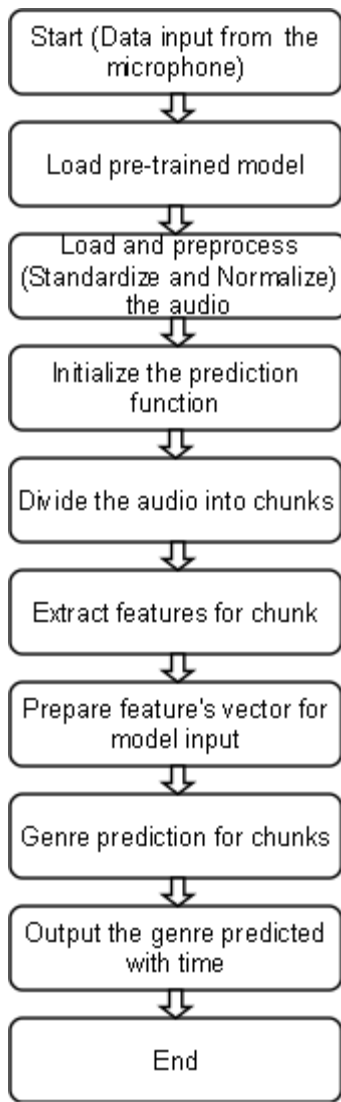 Start (Data input from the
microphone)
Load pre-trained model
Load and preprocess
(Standardize and Normalize)
the audio
Initialize the prediction
function
Divide the audio into chunks
Extract features for chunk
Prepare feature's vector for
model input
Genre prediction for chunks
Output the genre predicted
with time
End